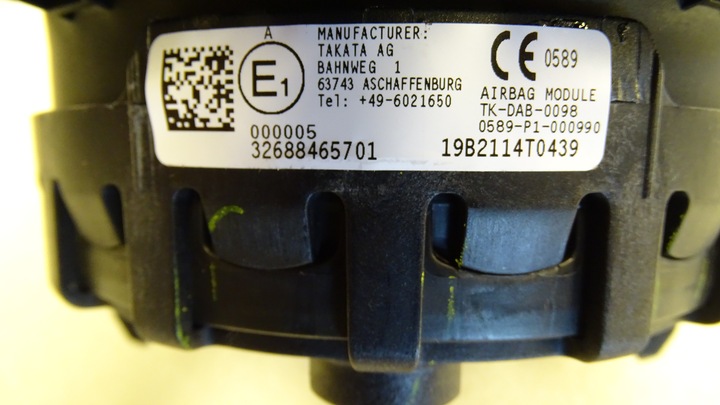 A
E1
MANUFACTURER:
TAKATA AG
BAHNWEG 1
63743 ASCHAFFENBURG
Tel: +49-6021650
CE 0589
AIRBAG MODULE
TK-DAB-0098
0589-P1-000990
000005
32688465701
19B2114T0439